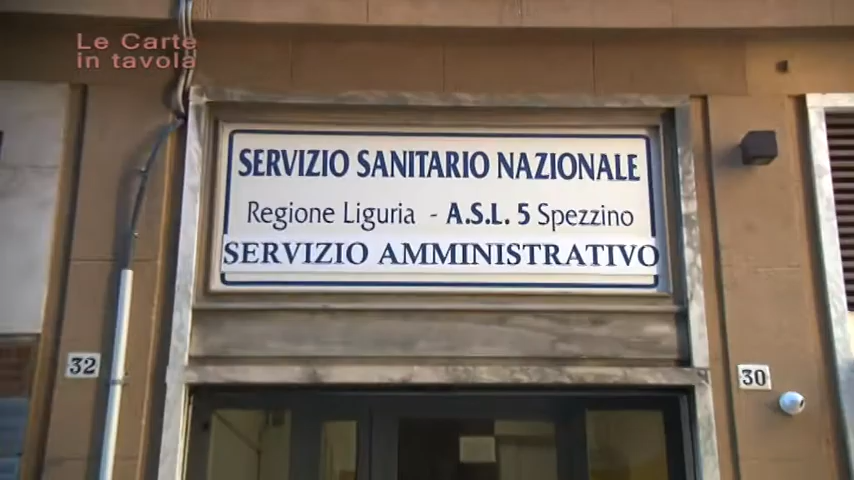 Le Carte
in tavola
SERVIZIO SANITARIO NAZIONALE
Regione Liguria - A.S.L. 5 Spezzino
SERVIZIO AMMINISTRATIVO
32
30